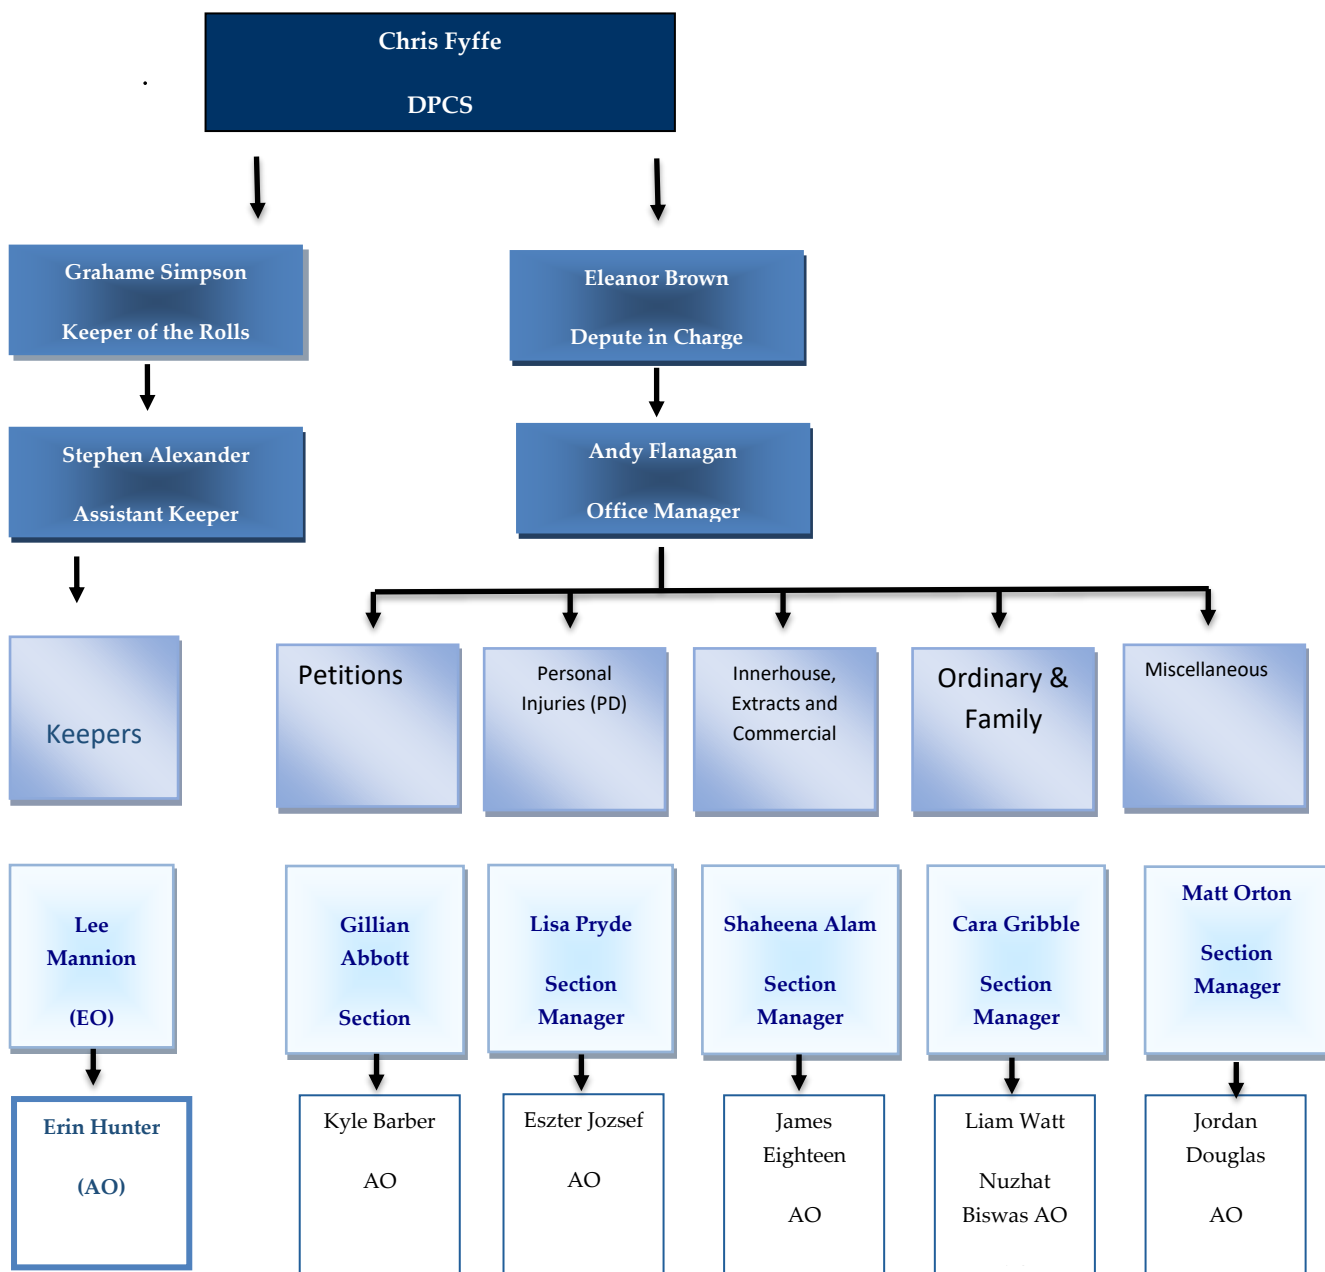 Chris Fyffe
DPCS
.
Grahame Simpson
Keeper of the Rolls
Eleanor Brown
Depute in Charge
Stephen Alexander
Assistant Keeper
Andy Flanagan
Office Manager
Keepers
Petitions
Personal
Injuries (PD)
Innerhouse,
Extracts and
Commercial
Ordinary &
Family
Miscellaneous
Lee
Mannion
(EO)
Gillian
Abbott
Section
Lisa Pryde
Section
Manager
Shaheena Alam
Section
Manager
Cara Gribble
Section
Manager
Matt Orton
Section
Manager
Erin Hunter
(AO)
Kyle Barber
AO
Eszter Jozsef
AO
James
Eighteen
AO
Liam Watt
Nuzhat
Biswas AO
Jordan
Douglas
AO